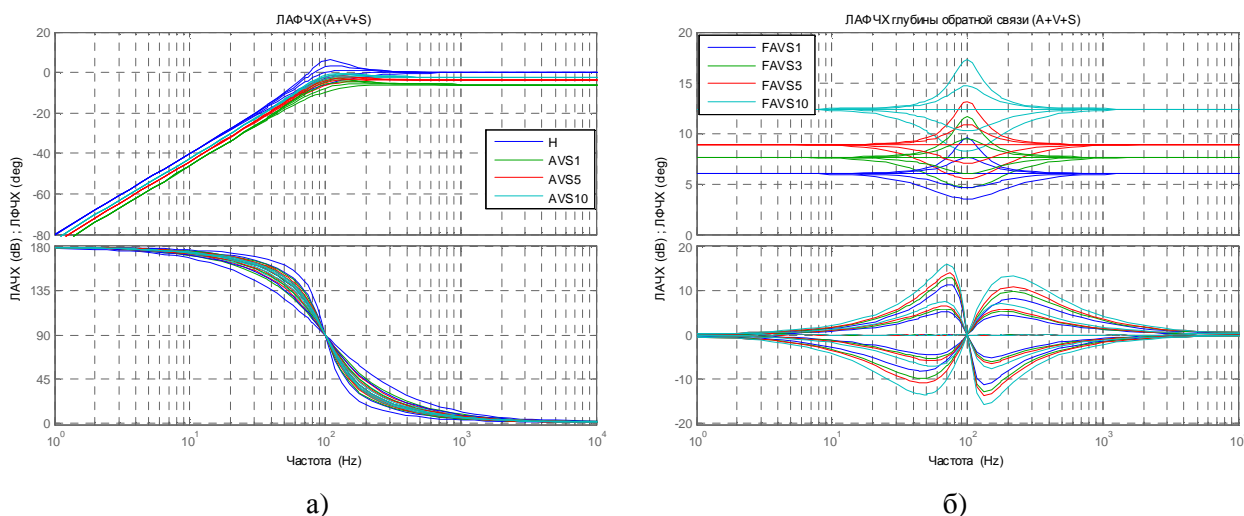 ЛАФЧХ(A+V+S)
20
0
-20
-40
-60
-80
H
AVS1
AVS5
AVS10
180
135
90
45
0
10^0
10^1
10^2
10^3
10^4
ЛАЧХ (dB) ; ЛФЧХ (deg)
Частота (Hz)
а)
ЛАФЧХ глубины обратной связи (A+V+S)
20
15
10
5
0
FAVS1
FAVS3
FAVS5
FAVS10
20
10
0
-10
-20
10^0
10^1
10^2
10^3
10
ЛАЧХ (dB) ; ЛФЧХ (deg)
Частота (Hz)
б)